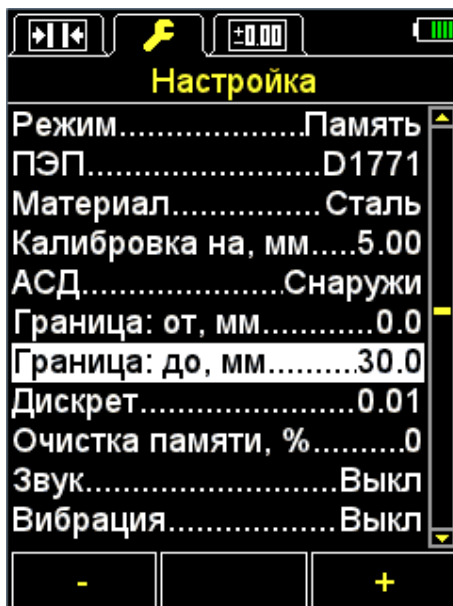 ±0.00
Настройка
Режим....................Память
ПЭП.........................D1771
Материал................Сталь
Калибровка на, мм.....5.00
АСД......................Снаружи
Граница: от, мм............0.0
Граница: до, мм..........30.0
Дискрет.......................0.01
Очистка памяти, %..........0
Звук...........................Выкл
Вибрация..................Выкл
- +